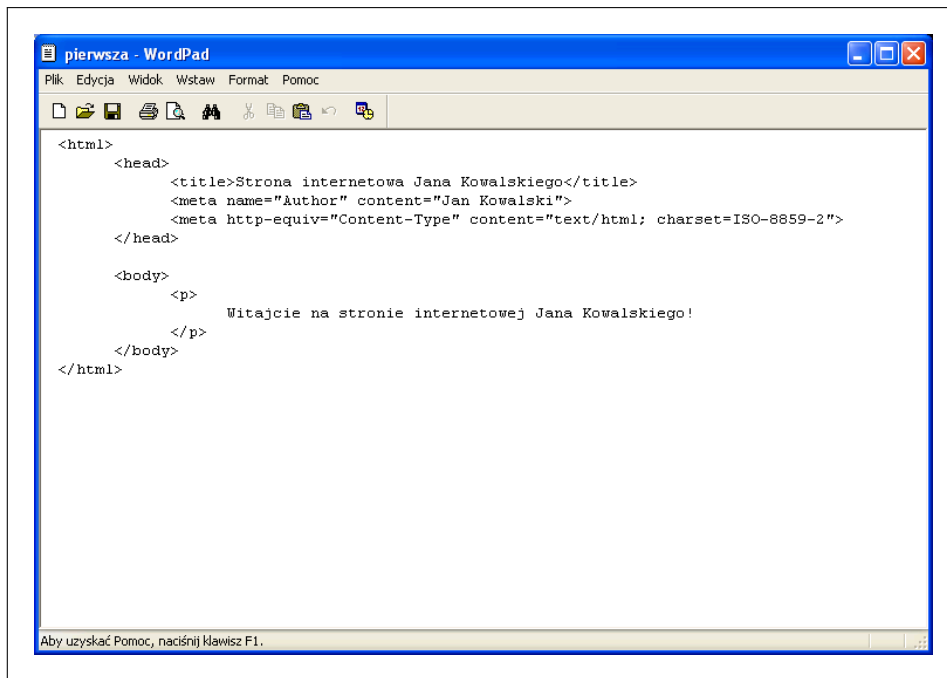 pierwsza - WordPad
Plik Edycja Widok Wstaw Format Pomoc
<html>
<head>
<title>Strona internetowa Jana Kowalskiego</title>
<meta name="Author" content="Jan Kowalski">
<meta http-equiv="Content-Type" content="text/html; charset=ISO-8859-2">
</head>
<body>
<p>
Witajcie na stronie internetowej Jana Kowalskiego!
</p>
</body>
</html>
Aby uzyskać Pomoc, naciśnij klawisz F1.